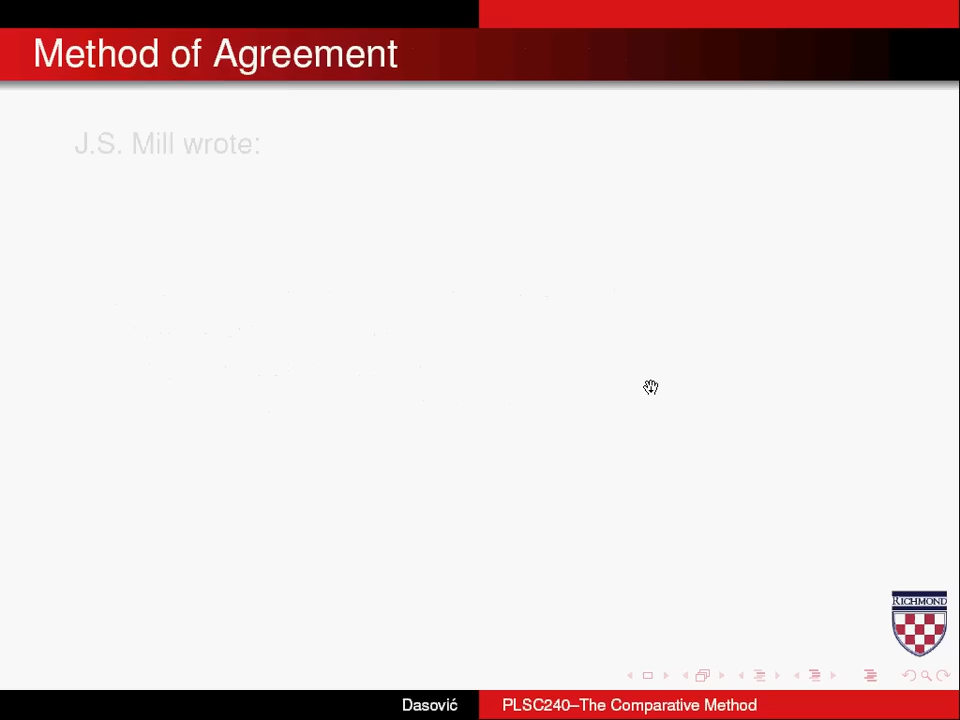 Method of Agreement
J.S. Mill wrote:
RICHMOND
Dasović
PLSC240–The Comparative Method